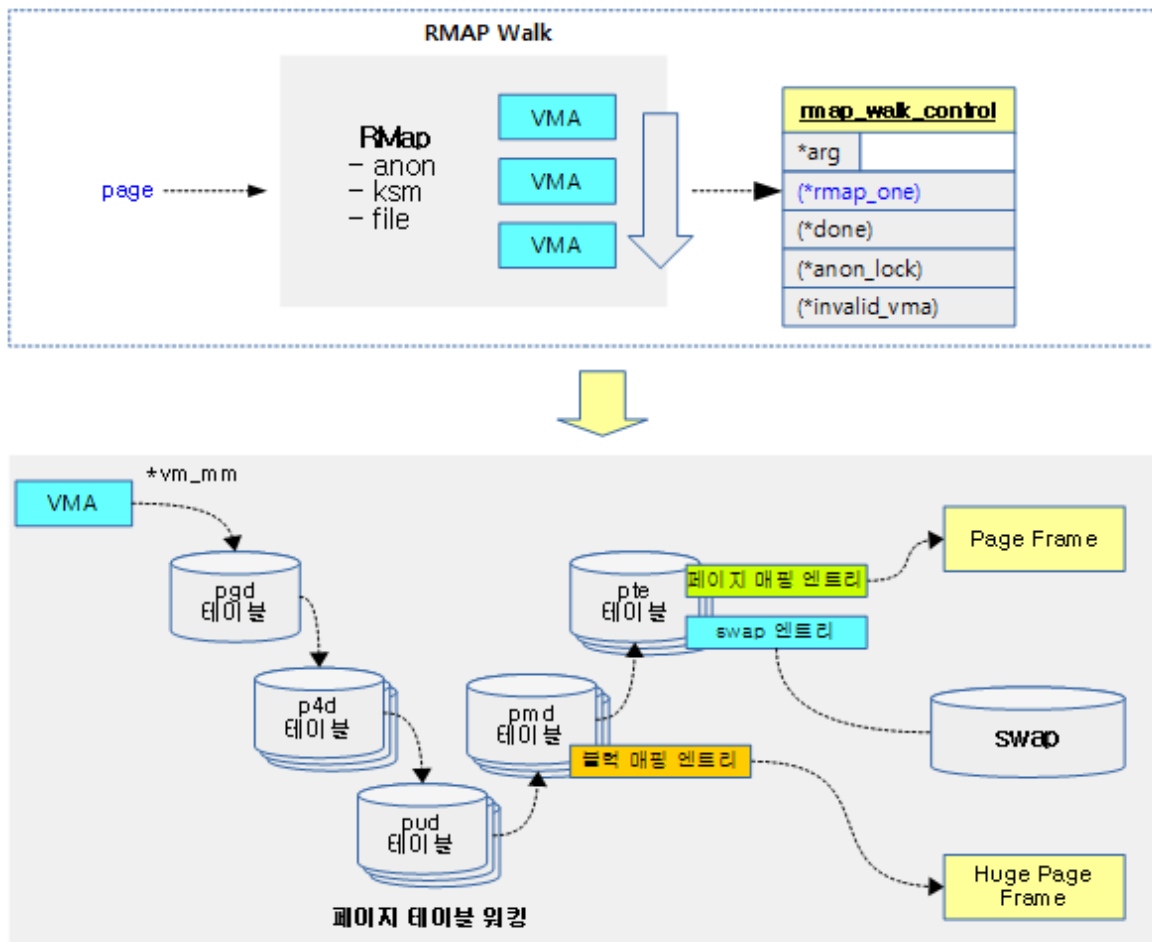 RMAP Walk
page
RMap
- anon
- ksm
- file
VMA
VMA
VMA
rmap_walk_control
*arg
(*rmap_one)
(*done)
(*anon_lock)
(*invalid_vma)
VMA
*vm_mm
pgd
테이블
p4d
테이블
pud
테이블
pmd
테이블
블럭 매핑 엔트리
pte
테이블
페이지 매핑 엔트리
swap 엔트리
Page Frame
swap
Huge Page
Frame
페이지 테이블 워킹